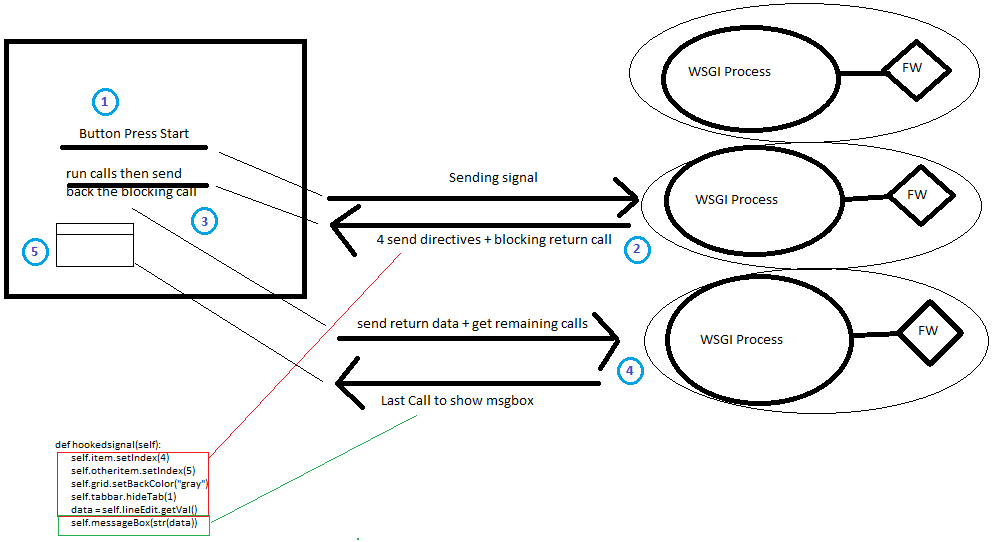 WSGI Process
FW
1
Button Press Start
run calls then send
back the blocking call
3
5
Sending signal
4 send directives + blocking return call
2
WSGI Process
FW
send return data + get remaining calls
4
Last Call to show msgbox
WSGI Process
FW
def hookedsignal(self):
self.item.setIndex(4)
self.otheritem.setIndex(5)
self.grid.setBackColor("gray")
self.tabbar.hideTab(1)
data = self.lineEdit.getVal()
self.messageBox(str(data))